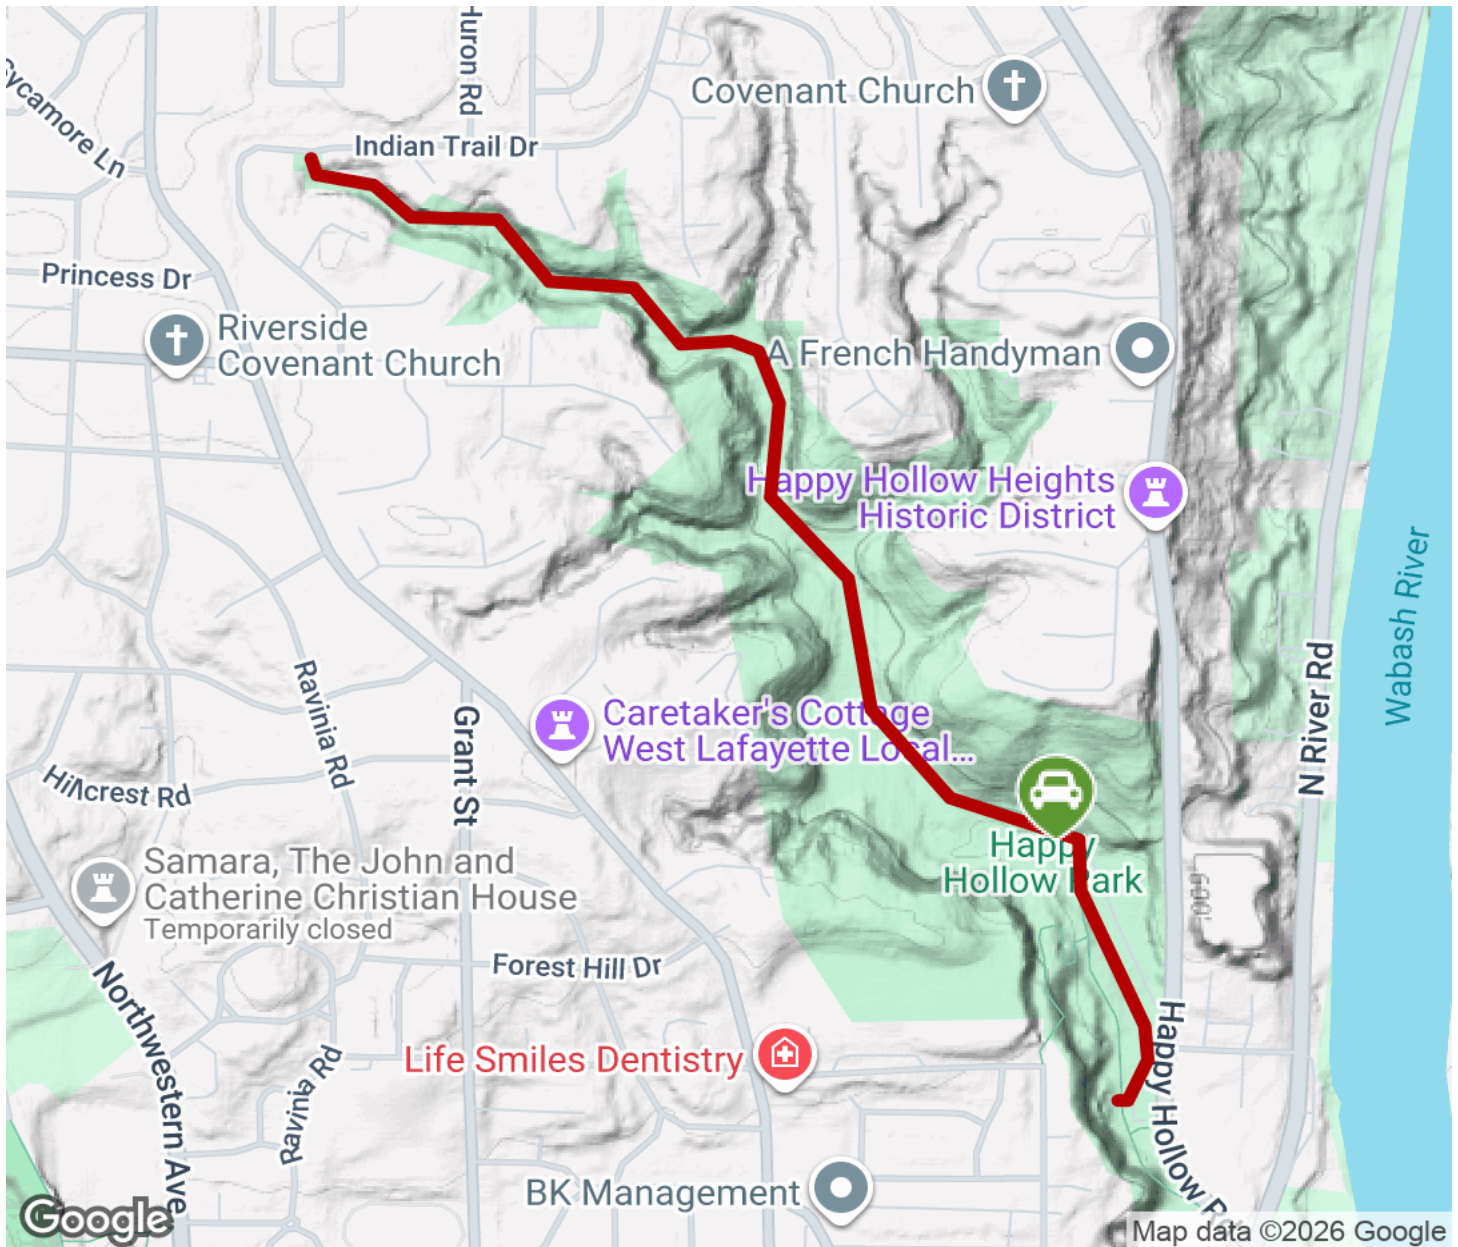 Huron Rd
Covenant Church
Sycamore Ln
Indian Trail Dr
Princess Dr
Riverside
Covenant Church
A French Handyman
Happy Hollow Heights
Historic District
Wabash River
N River Rd
Ravinia Rd
Grant St
Caretaker's Cottage
West Lafayette Local...
Hillcrest Rd
Happy
Hollow Park
Samara, The John and
Catherine Christian House
Temporarily closed
600'
Forest Hill Dr
Northwestern Ave
Life Smiles Dentistry
Ravinia Rd
Happy Hollow Rd
BK Management
Google
Map data ©2026 Google